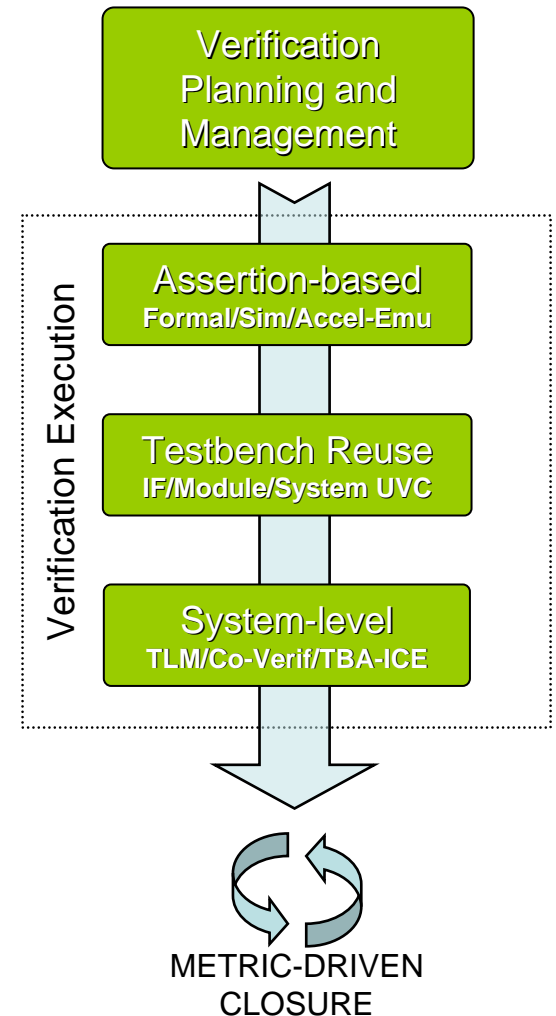 Verification
Planning and
Management
Verification Execution
Assertion-based
Formal/Sim/Accel-Emu
Testbench Reuse
IF/Module/System UVC
System-level
TLM/Co-Verif/TBA-ICE
METRIC-DRIVEN
CLOSURE